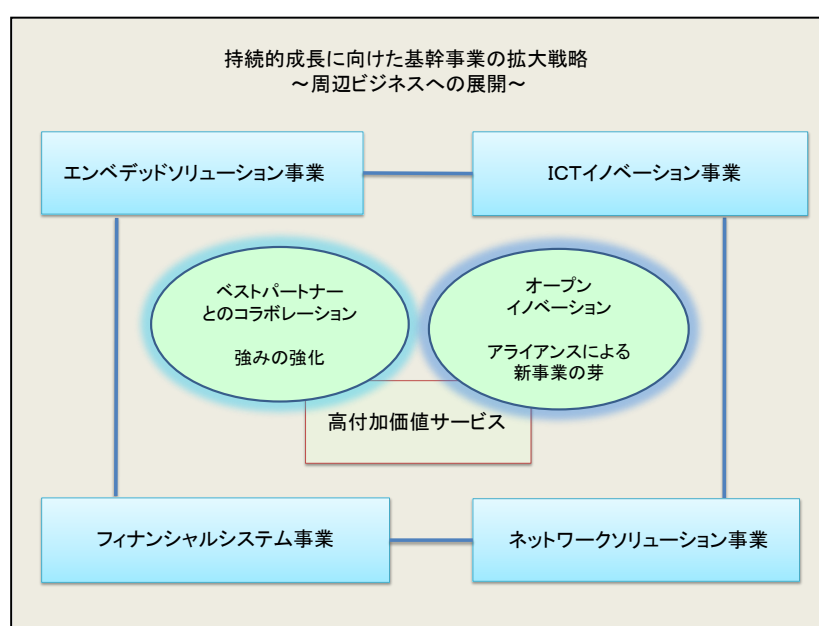 持続的成長に向けた基幹事業の拡大戦略
～周辺ビジネスへの展開～
エンベデッドソリューション事業
ICTイノベーション事業
ベストパートナー
とのコラボレーション
強みの強化
オープン
イノベーション
アライアンスによる
新事業の芽
高付加価値サービス
フィナンシャルシステム事業
ネットワークソリューション事業